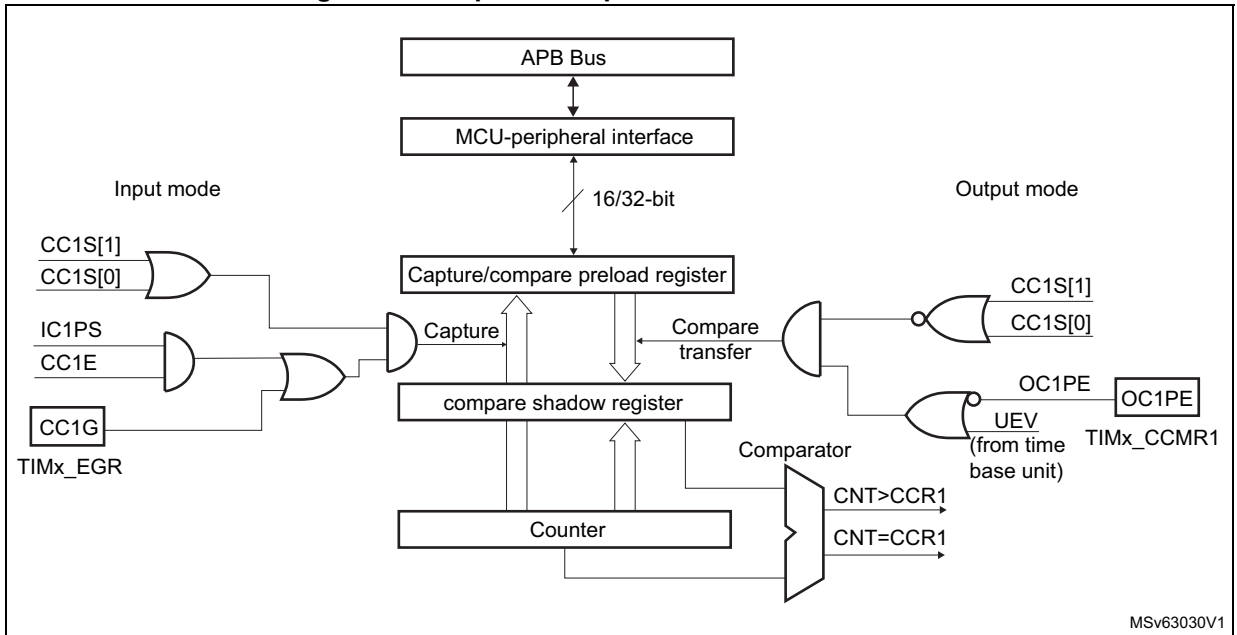 APB Bus
MCU-peripheral interface
Input mode
16/32-bit
Output mode
CC1S[1]
CC1S[0]
Capture/compare preload register
CC1S[1]
CC1S[0]
IC1PS
CC1E
Capture
Compare
transfer
CC1G
TIMx_EGR
compare shadow register
OC1PE
OC1PE
UEV
(from time
base unit)
TIMx_CCMR1
Comparator
CNT>CCR1
CNT=CCR1
Counter
MSv63030V1